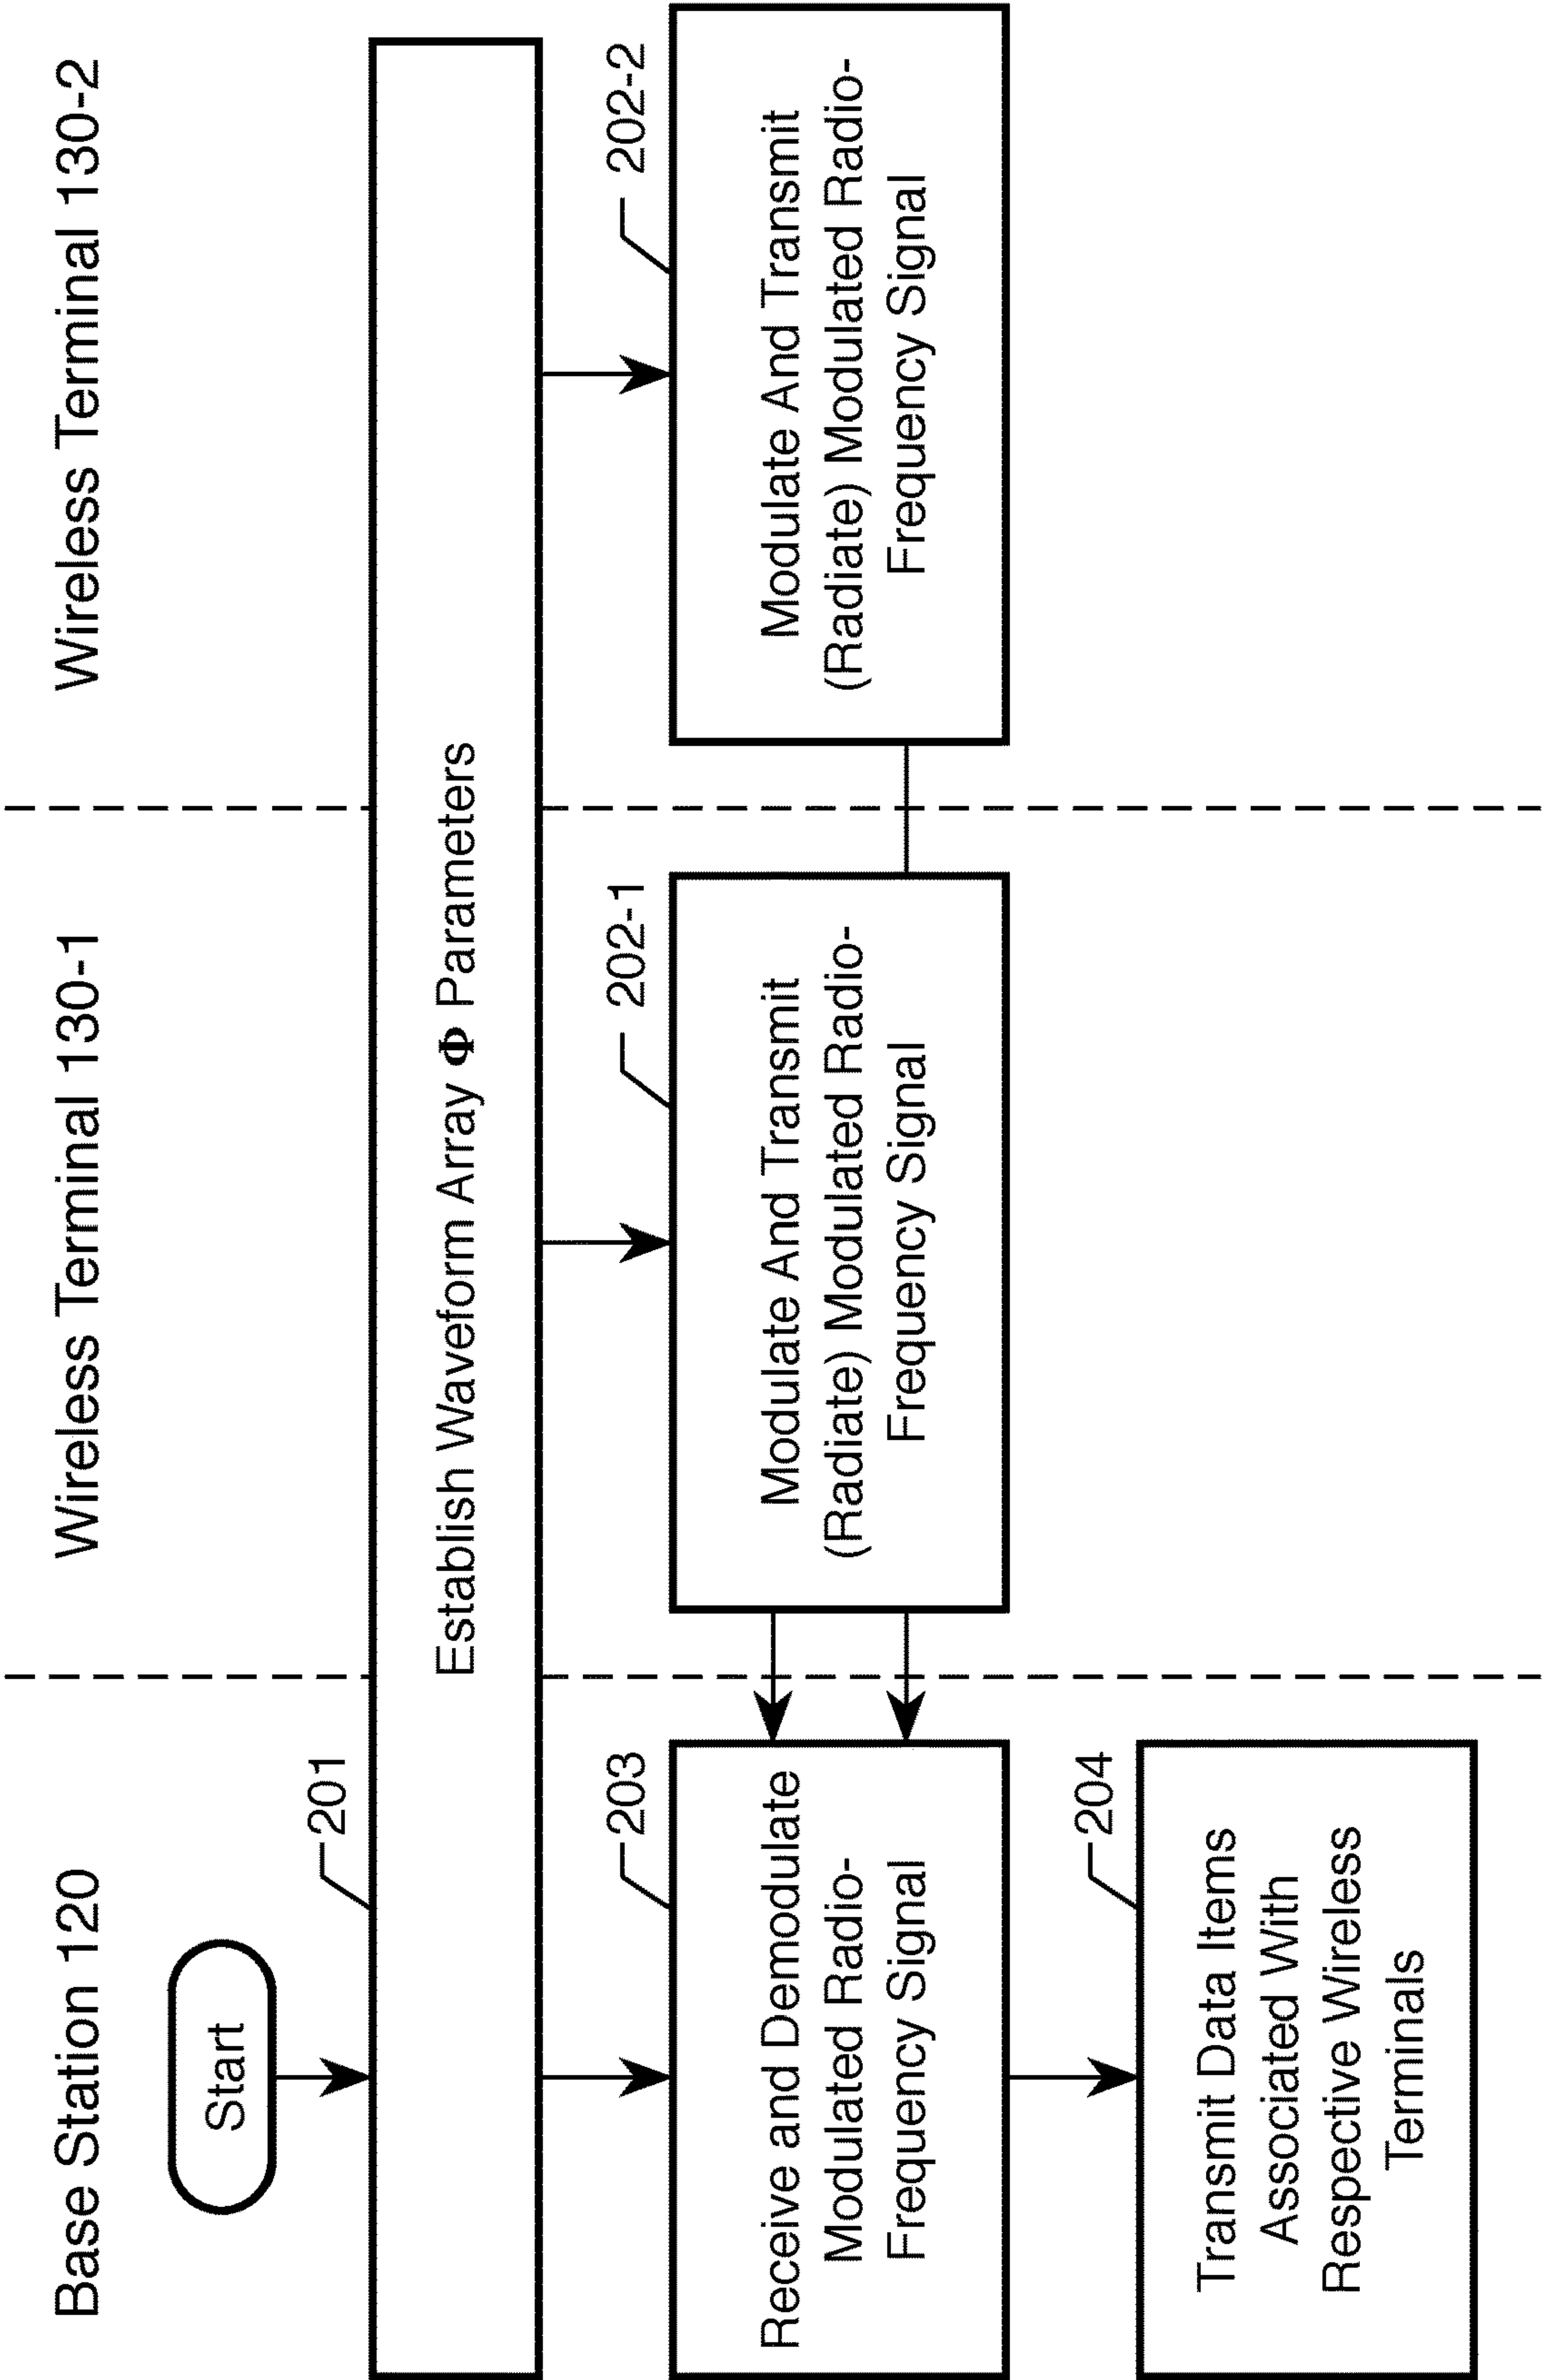 Base Station 120
Wireless Terminal 130-1
Wireless Terminal 130-2
Start
201
Establish Waveform Array Φ Parameters
203
202-1
202-2
Receive and Demodulate
Modulated Radio-
Frequency Signal
Modulate And Transmit
(Radiate) Modulated Radio-
Frequency Signal
Modulate And Transmit
(Radiate) Modulated Radio-
Frequency Signal
204
Transmit Data Items
Associated With
Respective Wireless
Terminals